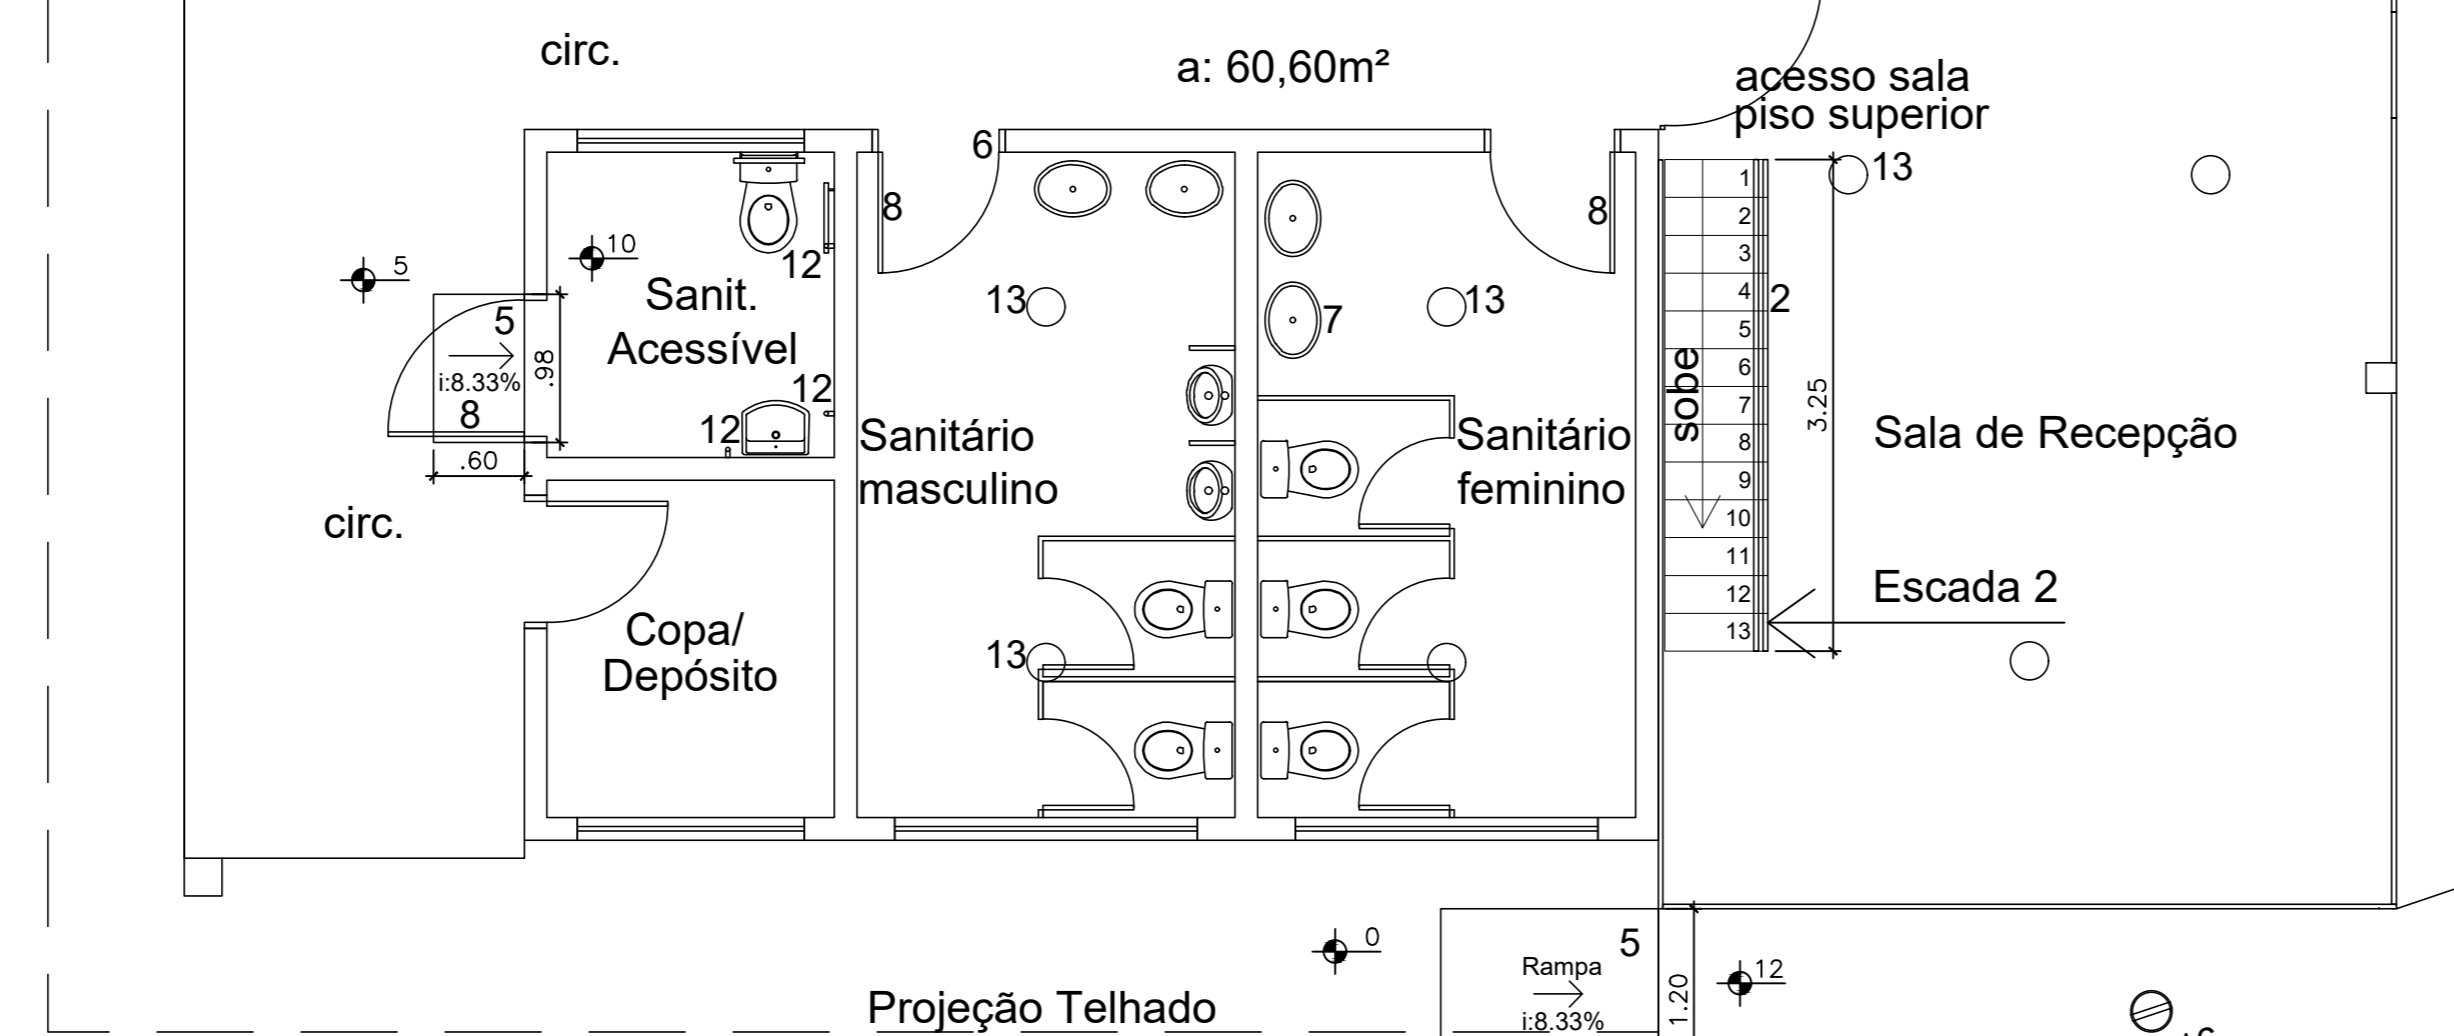 circ.
a: 60,60m²
acesso sala
piso superior
6
13
1
2
3
4
5
6
7
8
9
10
11
12
13
sobe
2
3.25
8
8
12
10
5
Sanit.
Acessível
13
13
7
5
i:8.33%
8
.98
.60
12
12
Sanitário
masculino
Sanitário
feminino
Sala de Recepção
circ.
Escada 2
Copa/
Depósito
13
0
5
Rampa
i:8.33%
1.20
12
Projeção Telhado